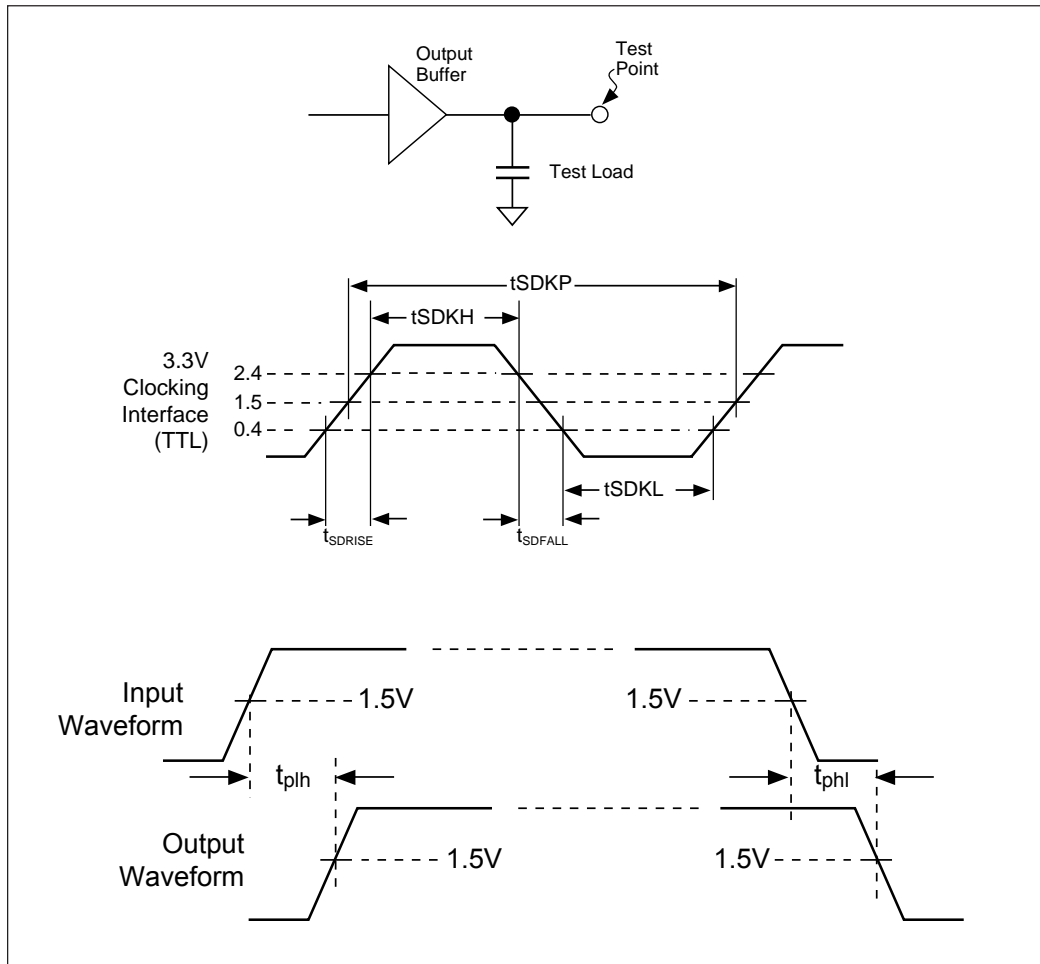 Output
Buffer
Test
Point
Test Load
tSDKP
tSDKH
3.3V
Clocking
Interface
(TTL)
2.4
1.5
0.4
tSDKL
tSDRISE
tSDFALL
Input
Waveform
1.5V
1.5V
tplh
tphl
Output
Waveform
1.5V
1.5V